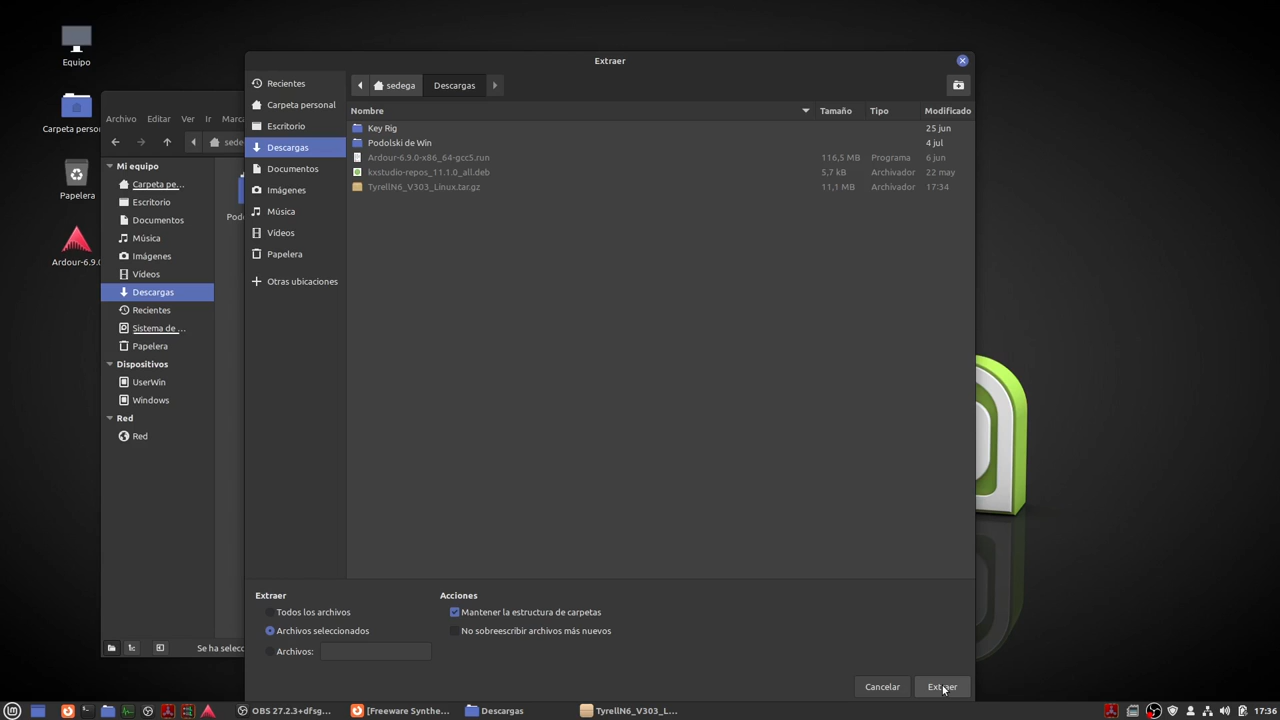 Equipo
Carpeta perso
Papelera
Ardour-6.9.0
Archivo Editar Ver Ir Marca
sede
Mi equipo
Carpeta pe...
Escritorio
Documentos
Música
Imágenes
Vídeos
Descargas
Recientes
Sistema de ...
Papelera
Dispositivos
UserWin
Windows
Red
Red
Podo
Se ha selecc
Extraer
Recientes
Carpeta personal
Escritorio
Descargas
Documentos
Imágenes
Música
Vídeos
Papelera
Otras ubicaciones
sedega Descargas
Nombre Tamaño Tipo Modificado
Key Rig 25 jun
Podolski de Win 4 jul
Ardour-6.9.0-x86_64-gcc5.run 116,5 MB Programa 6 jun
kxstudio-repos_11.1.0_all.deb 5,7 kB Archivador 22 may
TyrellN6_V303_Linux.tar.gz 11,1 MB Archivador 17:34
Extraer
Todos los archivos
Archivos seleccionados
Archivos:
Acciones
Mantener la estructura de carpetas
No sobreescribir archivos más nuevos
Cancelar Extraer
OBS 27.2.3+dfsg... [Freeware Synthe... Descargas TyrellN6_V303_L... 17:36